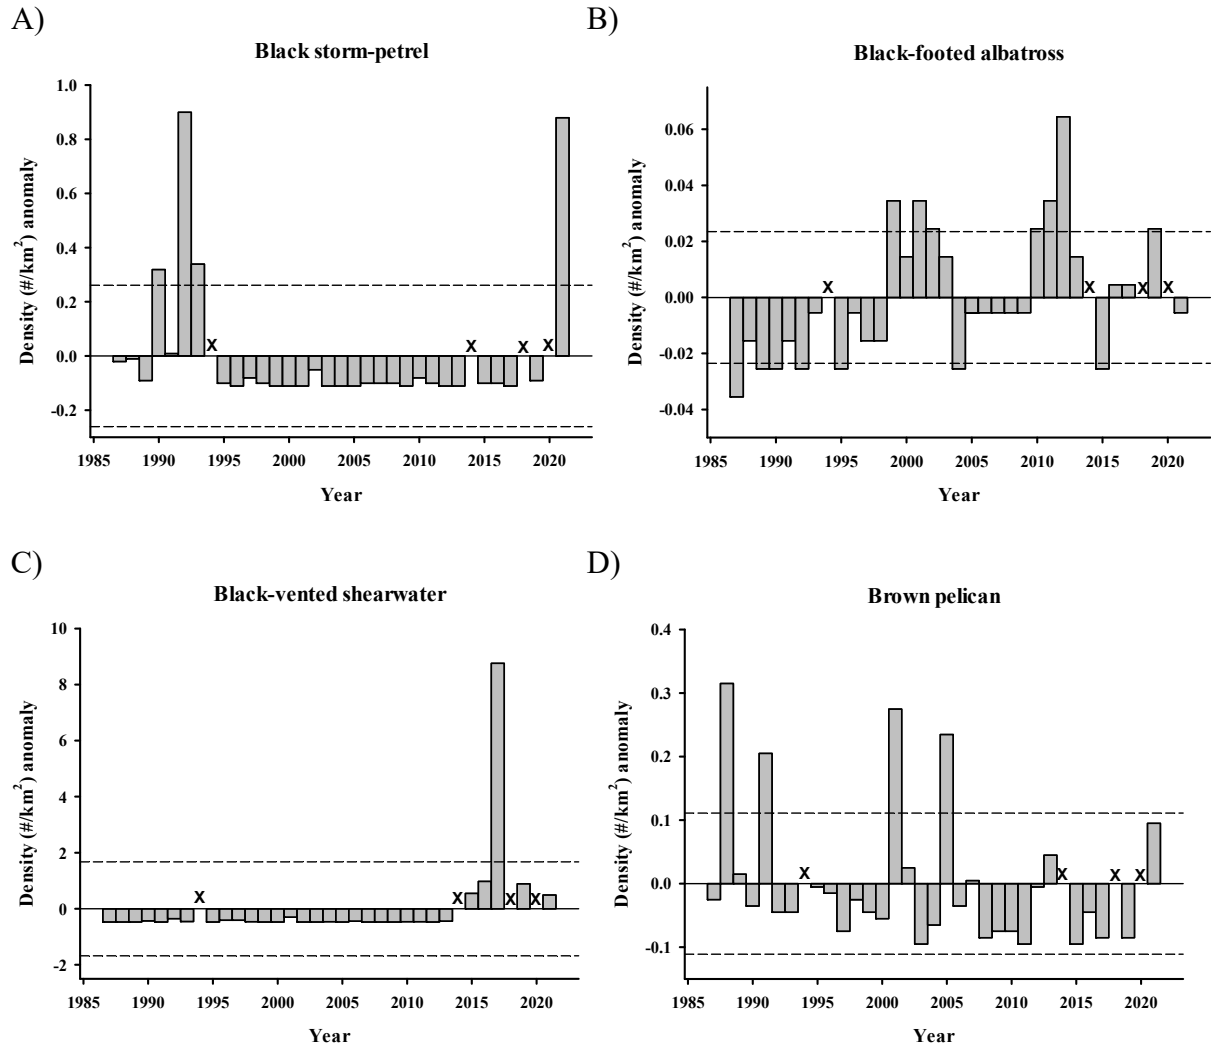 A)
Black storm-petrel
Density (#/km²) anomaly
1.0
0.8
0.6
0.4
0.2
0.0
-0.2
x x x x
1985 1990 1995 2000 2005 2010 2015 2020
Year
B)
Black-footed albatross
Density (#/km²) anomaly
0.06
0.04
0.02
0.00
-0.02
-0.04
x x x x
1985 1990 1995 2000 2005 2010 2015 2020
Year
C)
Black-vented shearwater
Density (#/km²) anomaly
10
8
6
4
2
0
-2
x x x x
1985 1990 1995 2000 2005 2010 2015 2020
Year
D)
Brown pelican
Density (#/km²) anomaly
0.4
0.3
0.2
0.1
0.0
-0.1
x x x x
1985 1990 1995 2000 2005 2010 2015 2020
Year